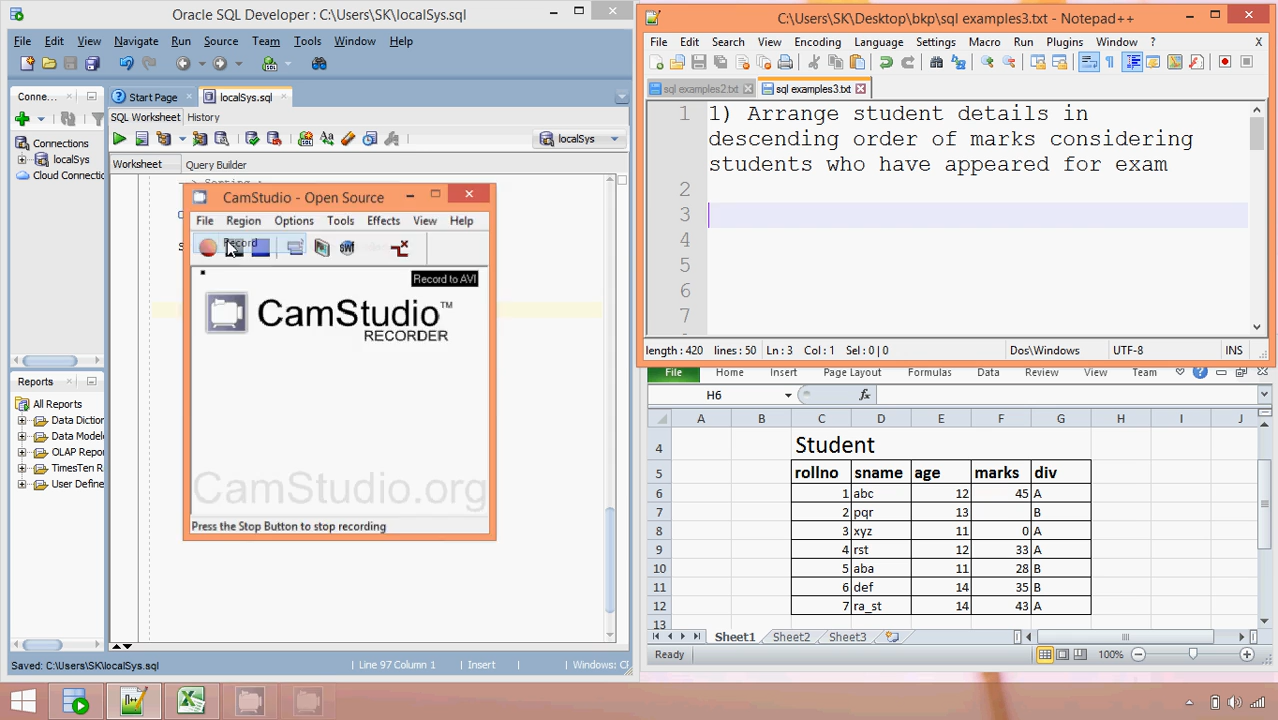 Oracle SQL Developer : C:\Users\SK\localSys.sql
File Edit View Navigate Run Source Team Tools Window Help
Conne...
Start Page
localSys.sql
SQL Worksheet History
localSys
Connections
localSys
Cloud Connectio
Worksheet Query Builder
Reports
All Reports
Data Diction
Data Modele
OLAP Repor
TimesTen R
User Define
Saved: C:\Users\SK\localSys.sql
Line 97 Column 1
Insert
Windows: C
CamStudio - Open Source
File Region Options Tools Effects View Help
Record
SWF
Record to AVI
CamStudio™
RECORDER
CamStudio.org
Press the Stop Button to stop recording
C:\Users\SK\Desktop\bkp\sql examples3.txt - Notepad++
File Edit Search View Encoding Language Settings Macro Run Plugins Window ? X
sql examples2.txt
sql examples3.txt
1 1) Arrange student details in
descending order of marks considering
students who have appeared for exam
2
3
4
5
6
7
length : 420 lines : 50 Ln : 3 Col : 1 Sel : 0 | 0 Dos\Windows UTF-8 INS
File Home Insert Page Layout Formulas Data Review View Team
H6 fx
A B C D E F G H I J
4 Student
5 rollno sname age marks div
6 1 abc 12 45 A
7 2 pqr 13 B
8 3 xyz 11 0 A
9 4 rst 12 33 A
10 5 aba 11 28 B
11 6 def 14 35 B
12 7 ra_st 14 43 A
13
Sheet1 Sheet2 Sheet3
Ready 100%